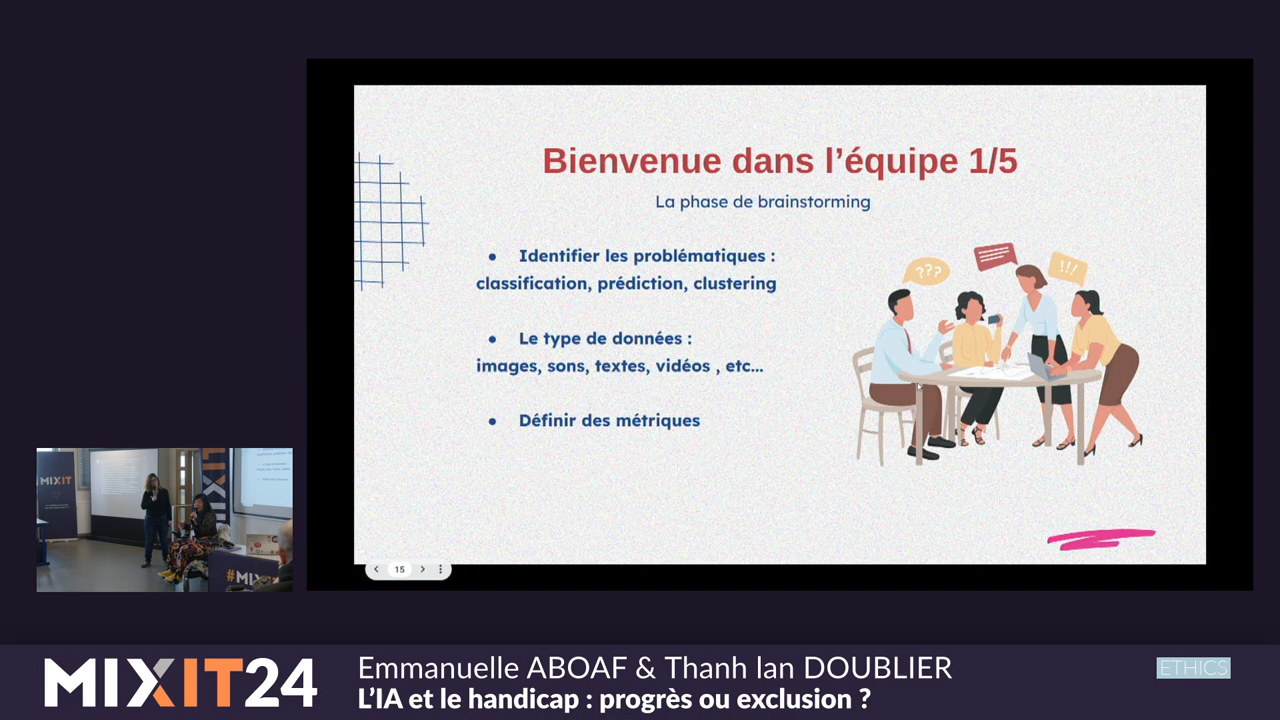 Bienvenue dans l’équipe 1/5
La phase de brainstorming
● Identifier les problématiques :
classification, prédiction, clustering
● Le type de données :
images, sons, textes, vidéos , etc...
● Définir des métriques
???
!!!
15
MIXIT
#MIX
MIXIT24
Emmanuelle ABOAF & Thanh lan DOUBLIER
L’IA et le handicap : progrès ou exclusion ?
ETHICS